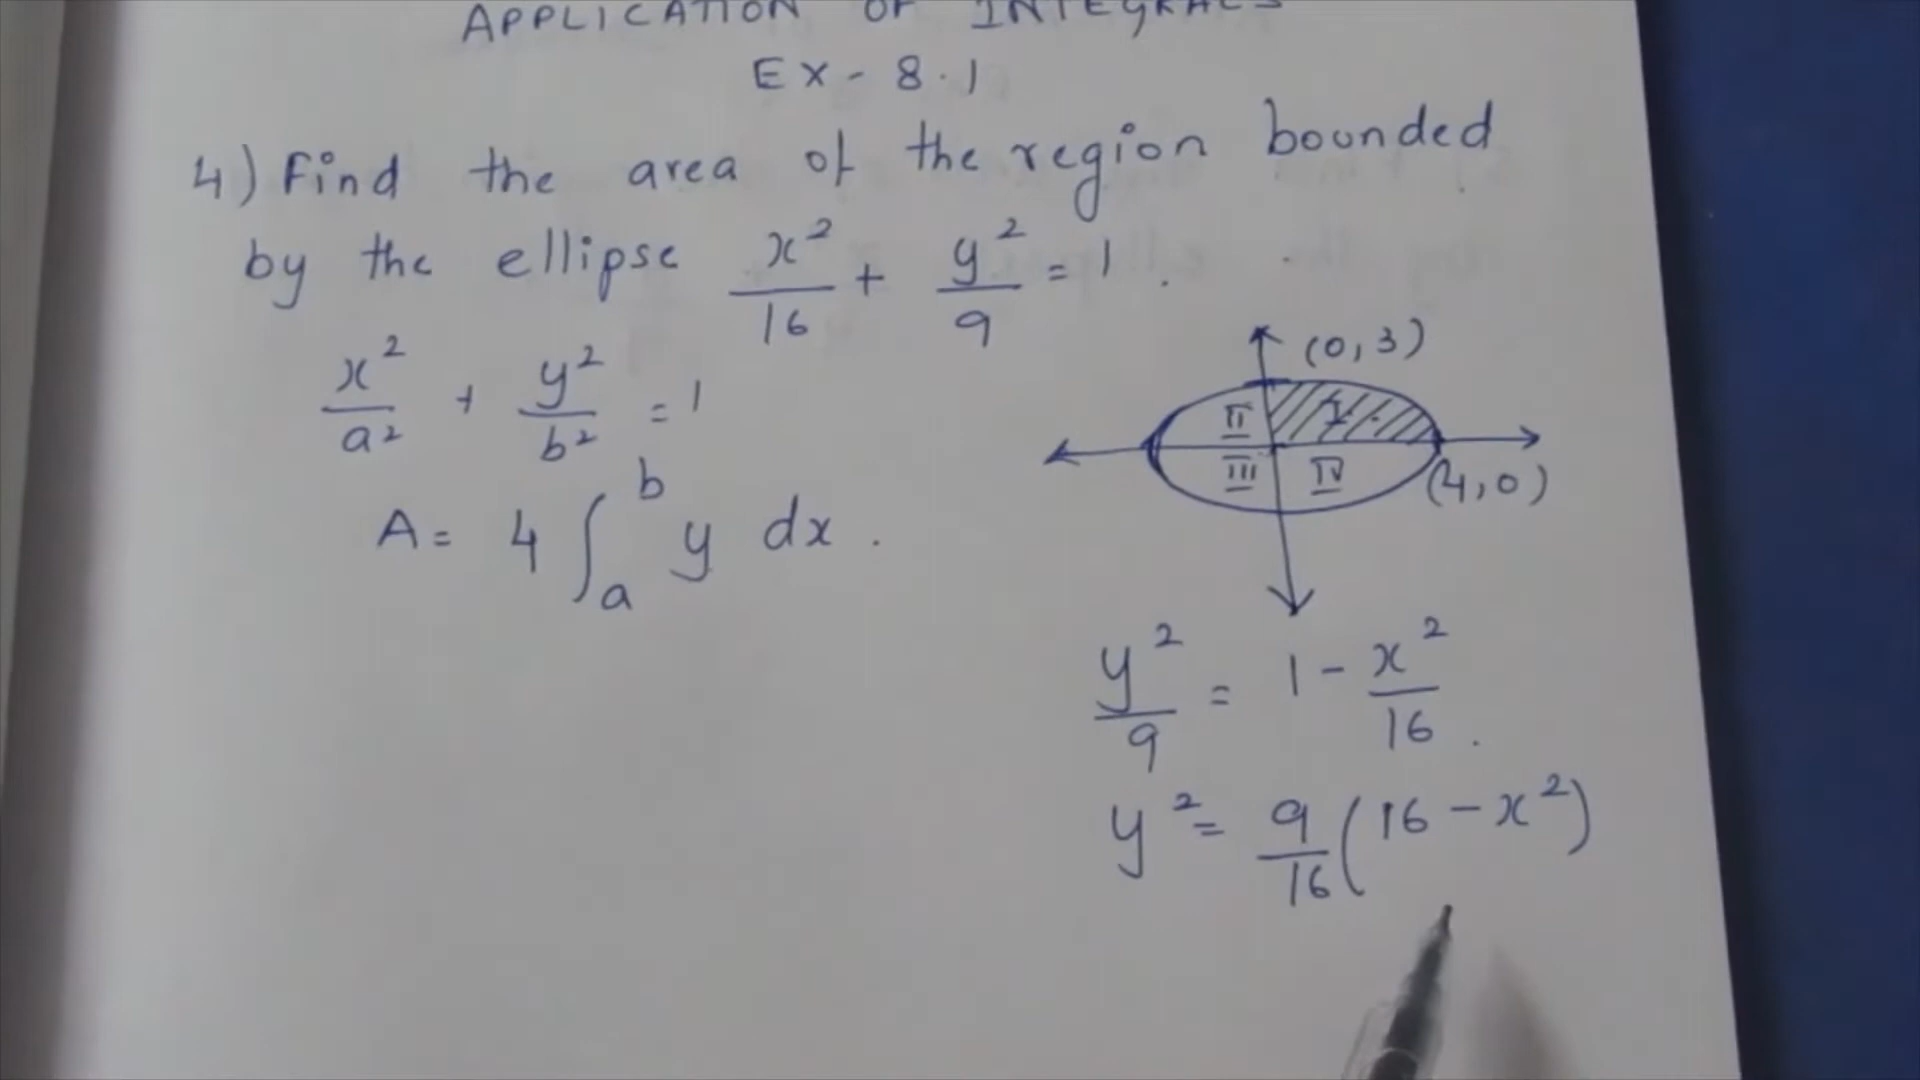 APPLICATION OF INTEGRALS
EX - 8.1
4) Find the area of the region bounded
by the ellipse x²/16 + y²/9 = 1.
x²/a² + y²/b² = 1
A = 4 ∫ₐᵇ y dx.
(0,3)
II I
III IV
(4,0)
y²/9 = 1 - x²/16.
y² = 9/16 (16 - x²)